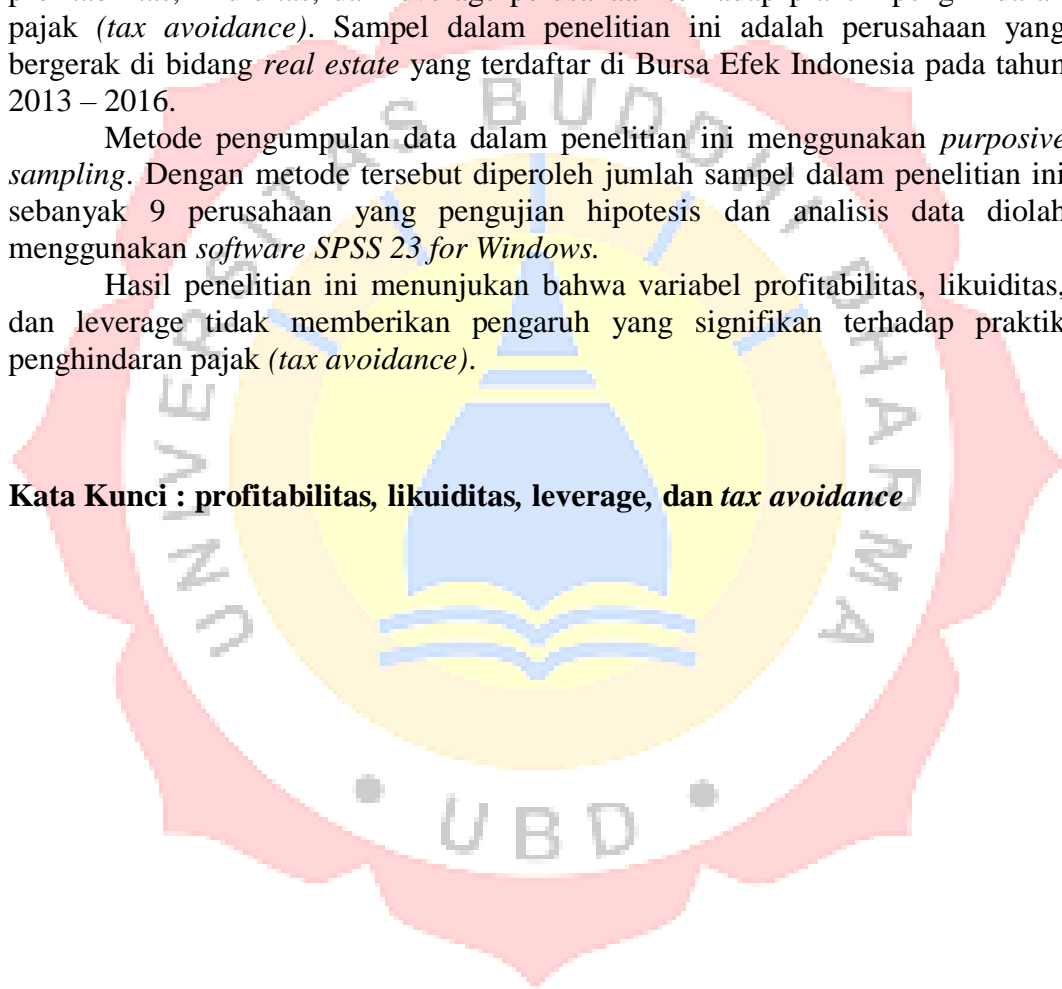 pajak (tax avoidance). Sampel dalam penelitian ini adalah perusahaan yang
bergerak di bidang real estate yang terdaftar di Bursa Efek Indonesia pada tahun
2013 – 2016.
Metode pengumpulan data dalam penelitian ini menggunakan purposive
sampling. Dengan metode tersebut diperoleh jumlah sampel dalam penelitian ini
sebanyak 9 perusahaan yang pengujian hipotesis dan analisis data diolah
menggunakan software SPSS 23 for Windows.
Hasil penelitian ini menunjukan bahwa variabel profitabilitas, likuiditas,
dan leverage tidak memberikan pengaruh yang signifikan terhadap praktik
penghindaran pajak (tax avoidance).
Kata Kunci : profitabilitas, likuiditas, leverage, dan tax avoidance
UNIVERSITAS BUDDHI DHARMA
UBD